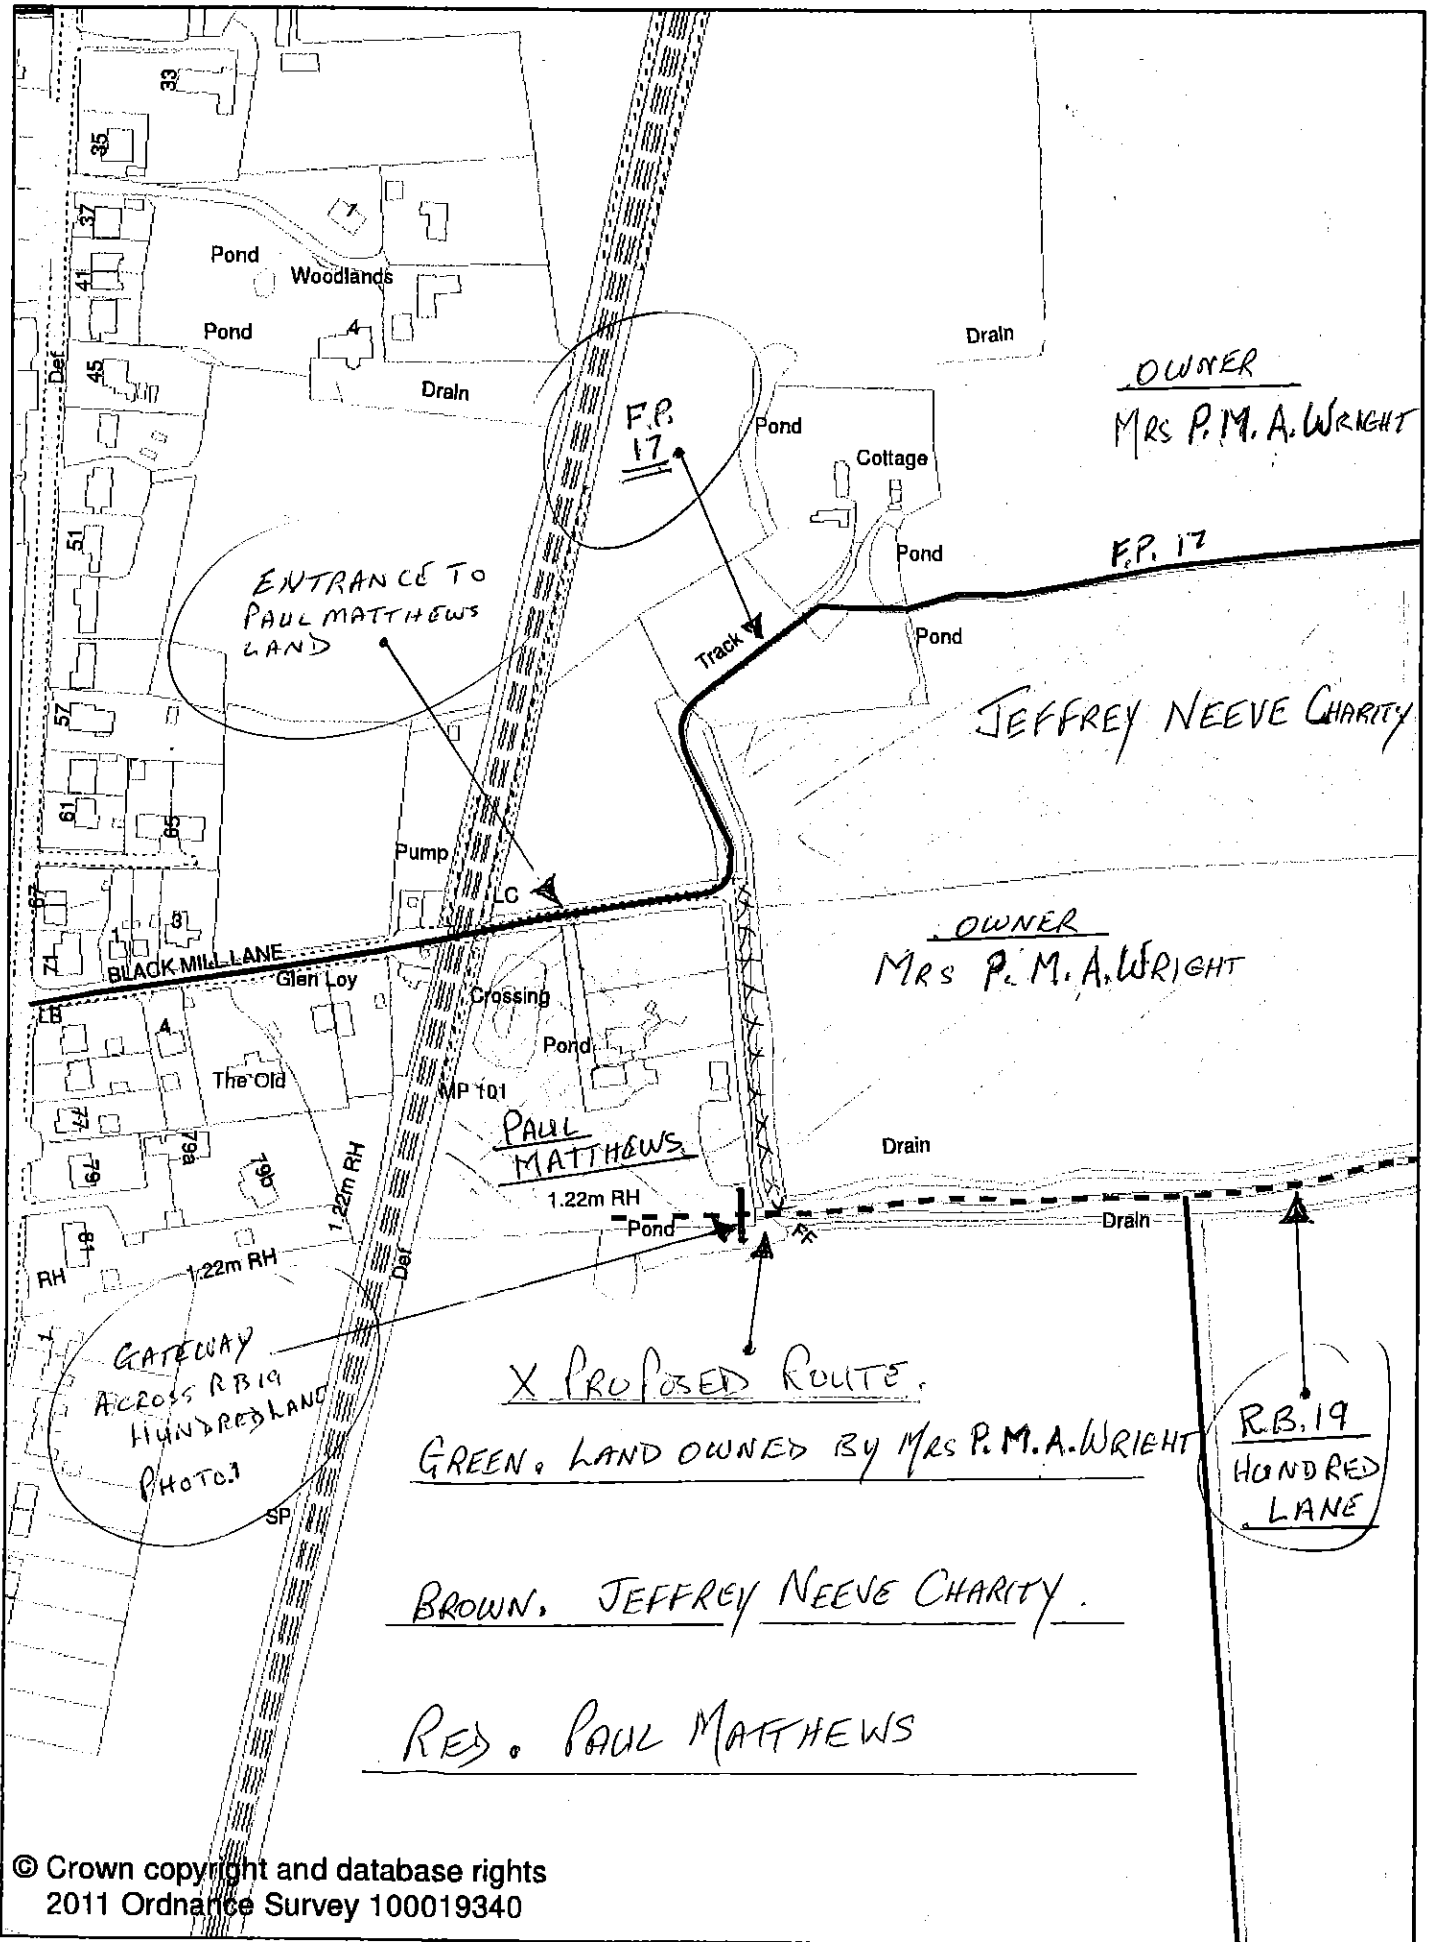 33
35
37
7
Pond
Woodlands
41
Pond
4
Drain
Def
45
Drain
OWNER
MRS P.M.A. WRIGHT
F.P.
17
Pond
Cottage
51
ENTRANCE TO
PAUL MATTHEWS
LAND
Pond
F.P. 17
Track
Pond
57
JEFFREY NEEVE CHARITY
61
65
Pump
LC
67
1
3
71
BLACK MILL LANE
Glen Loy
LB
Crossing
OWNER
MRS P. M. A. WRIGHT
4
The Old
Pond
MP 101
77
79a
79
79b
PAUL
MATTHEWS
1.22m RH
1.22m RH
Pond
Drain
Drain
FF
81
RH
1.22m RH
Def
1
GATEWAY
ACROSS RB19
HUNDRED LANE
PHOTO.1
SP
X PROPOSED ROUTE.
GREEN. LAND OWNED BY MRS P.M.A. WRIGHT
R.B. 19
HUNDRED
LANE
BROWN. JEFFREY NEEVE CHARITY.
RED. PAUL MATTHEWS
© Crown copyright and database rights
2011 Ordnance Survey 100019340